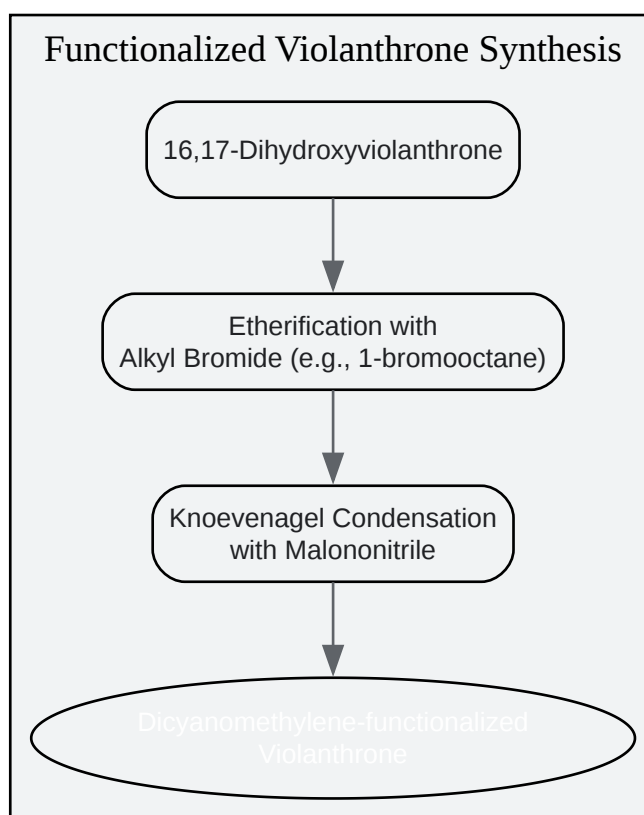 Functionalized Violanthrone Synthesis
16,17-Dihydroxyviolanthrone
Etherification with
Alkyl Bromide (e.g., 1-bromooctane)
Knoevenagel Condensation
with Malononitrile
Dicyanomethylene-functionalized
Violanthrone